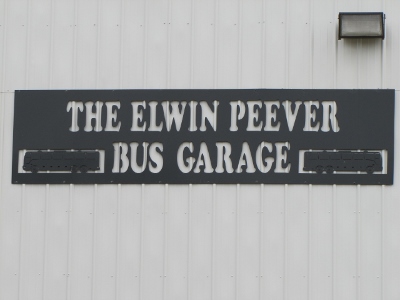 THE ELWIN PEEVER
BUS GARAGE